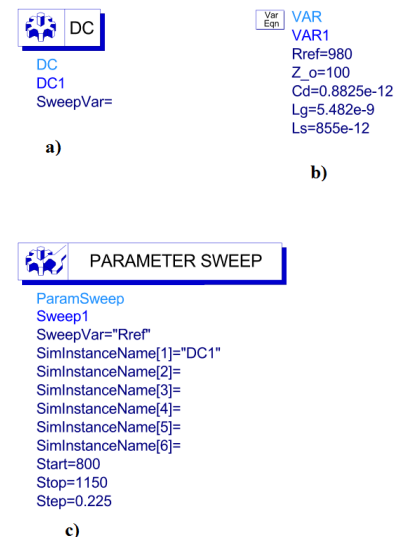 DC
DC
DC1
SweepVar=
a)
Var
Eqn
VAR
VAR1
Rref=980
Z_o=100
Cd=0.8825e-12
Lg=5.482e-9
Ls=855e-12
b)
PARAMETER SWEEP
ParamSweep
Sweep1
SweepVar="Rref"
SimInstanceName[1]="DC1"
SimInstanceName[2]=
SimInstanceName[3]=
SimInstanceName[4]=
SimInstanceName[5]=
SimInstanceName[6]=
Start=800
Stop=1150
Step=0.225
c)